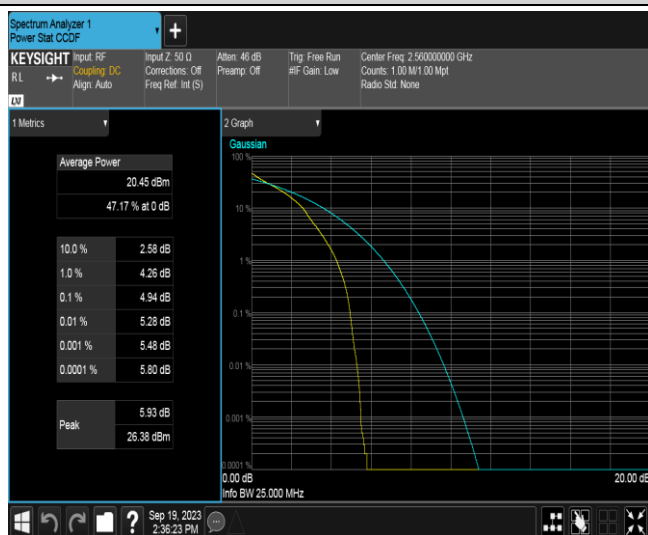 Spectrum Analyzer 1
Power Stat CCDF
KEYSIGHT
RL
Input: RF
Coupling: DC
Align: Auto
Input Z: 50 Ω
Corrections: Off
Freq Ref: Int (S)
Atten: 46 dB
Preamp: Off
Trig: Free Run
#IF Gain: Low
Center Freq: 2.560000000 GHz
Counts: 1.00 M/1.00 Mpt
Radio Std: None
LXI
1 Metrics
Average Power
20.45 dBm
47.17 % at 0 dB
10.0 % 2.58 dB
1.0 % 4.26 dB
0.1 % 4.94 dB
0.01 % 5.28 dB
0.001 % 5.48 dB
0.0001 % 5.80 dB
Peak
5.93 dB
26.38 dBm
2 Graph
Gaussian
100 %
10 %
1 %
0.1 %
0.01 %
0.001 %
0.0001 %
0.00 dB
20.00 dB
Info BW 25.000 MHz
?
Sep 19, 2023
2:36:23 PM